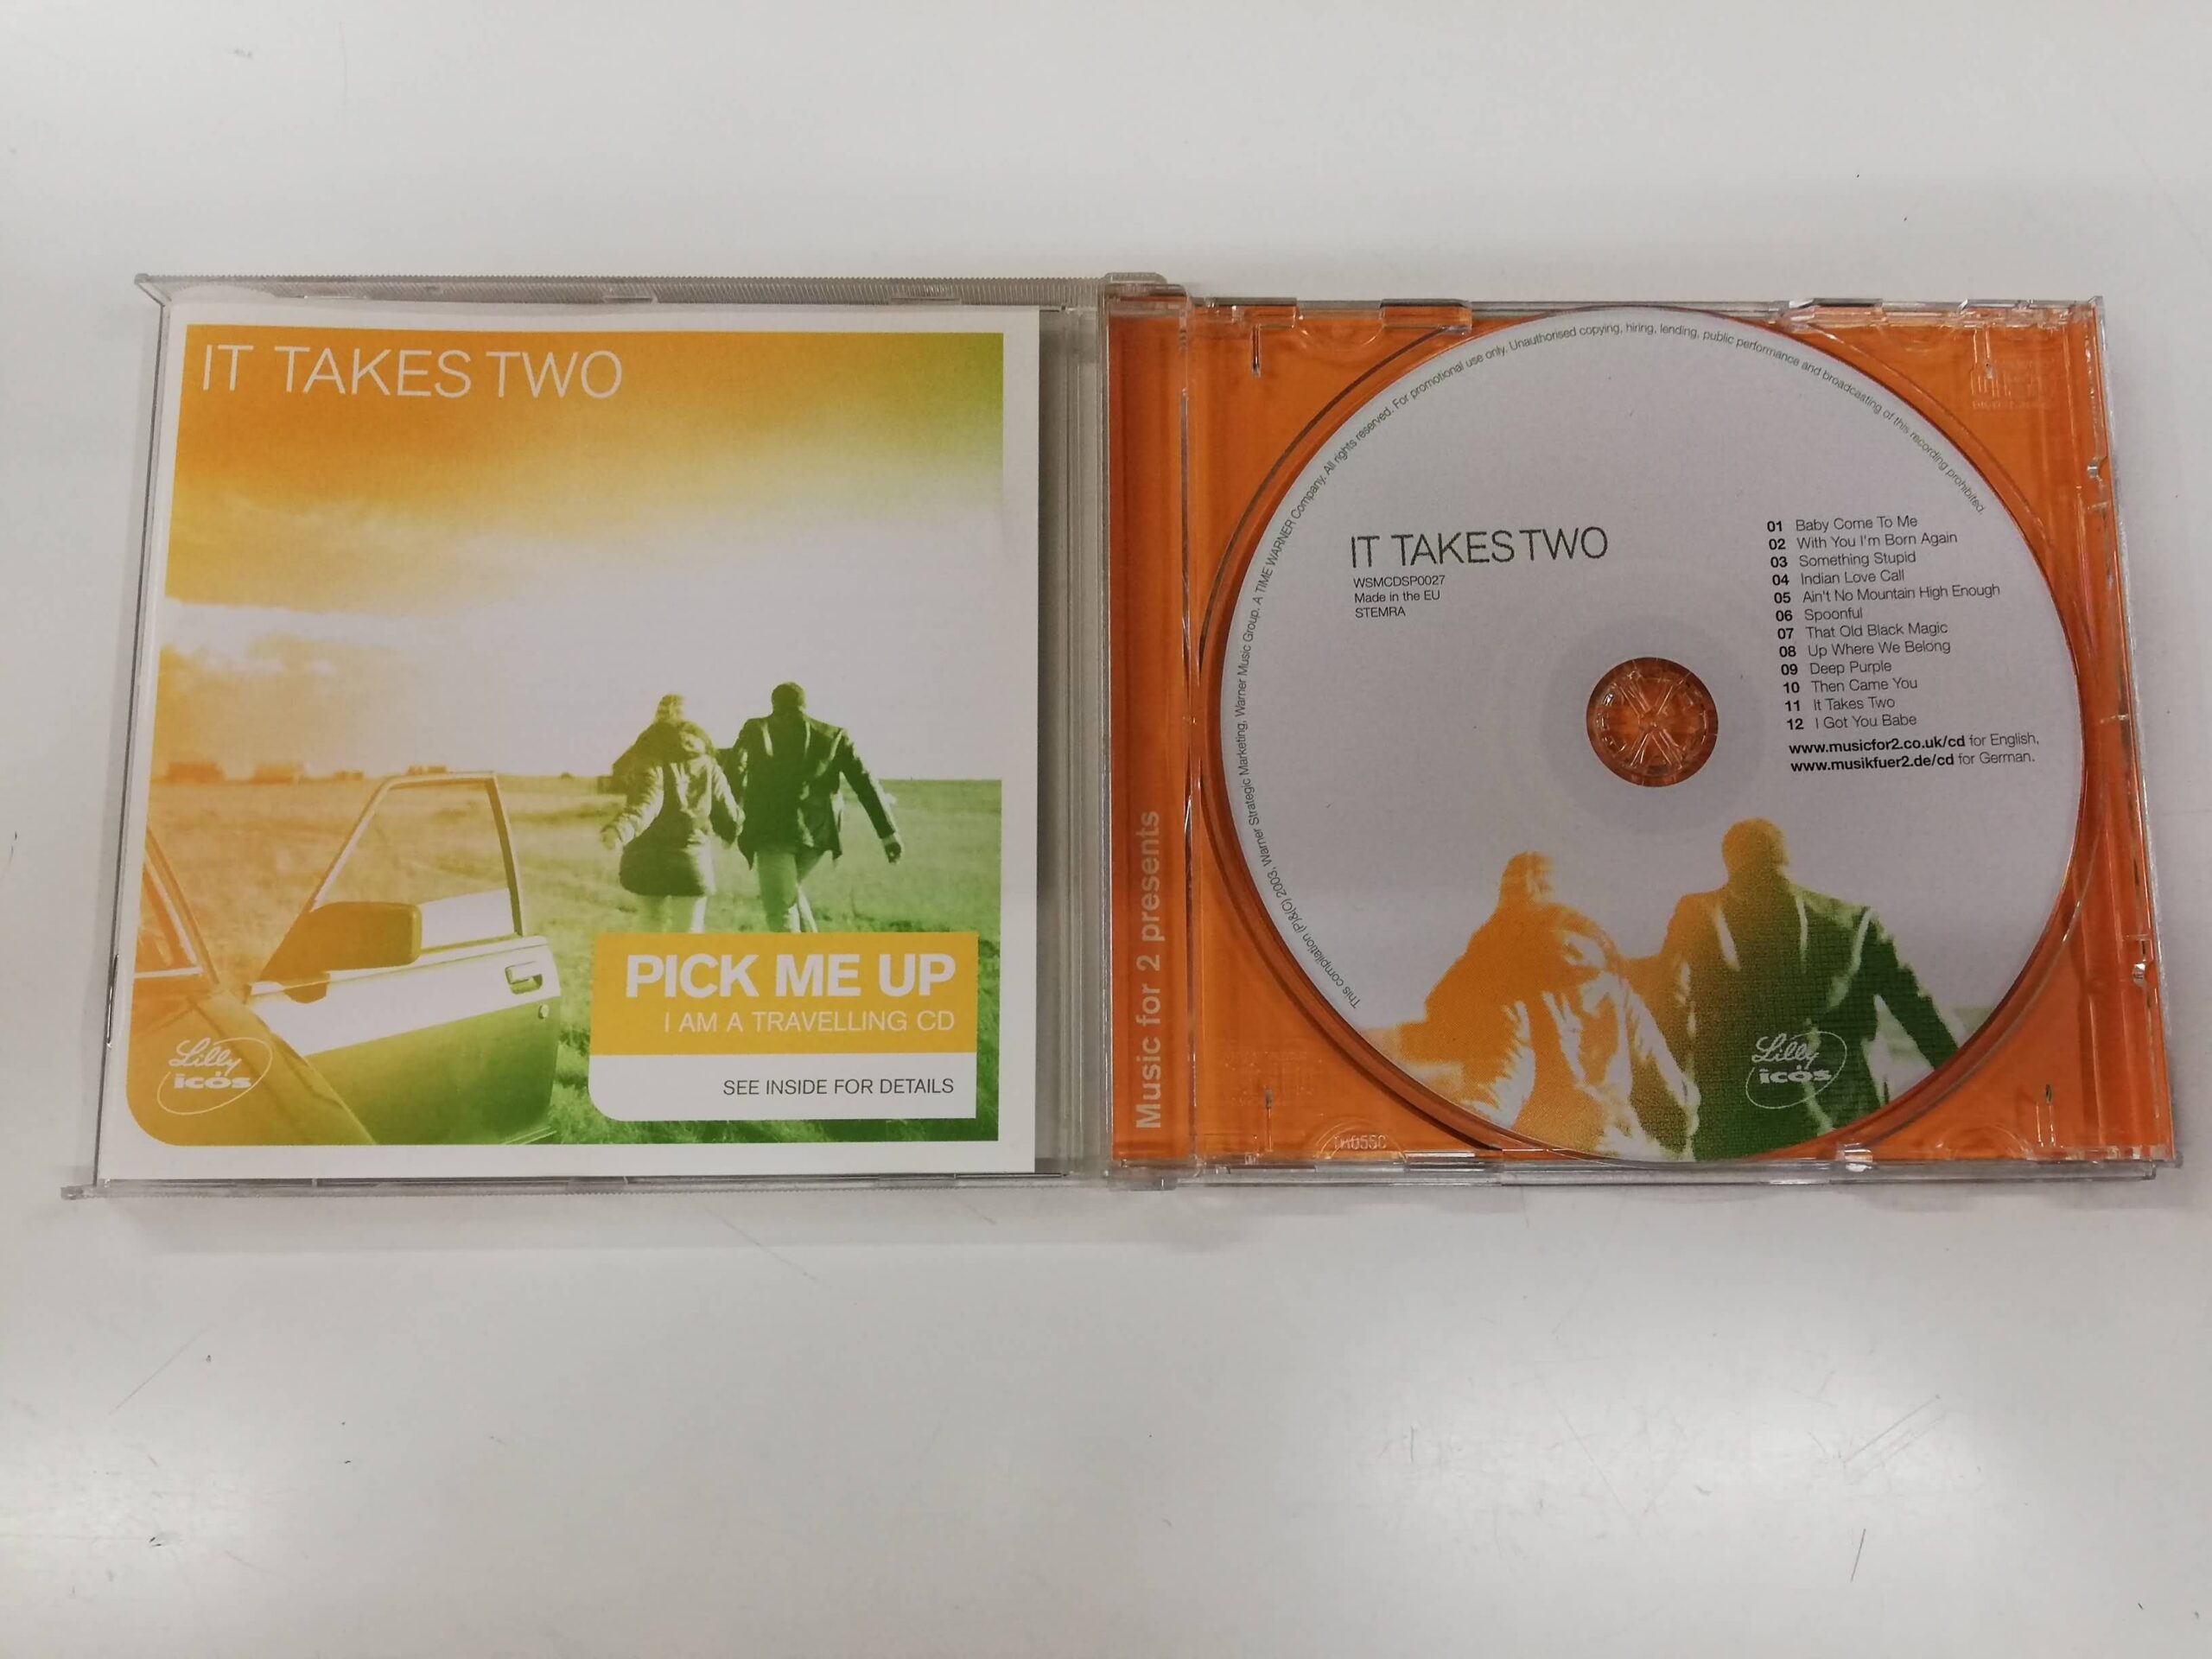 IT TAKES TWO
PICK ME UP
I AM A TRAVELLING CD
SEE INSIDE FOR DETAILS
Lilly
icos
Music for 2 presents
This compilation (P)&(C) 2003, Warner Strategic Marketing, Warner Music Group. A TIME WARNER Company. All rights reserved. For promotional use only. Unauthorised copying, hiring, lending, public performance and broadcasting of this recording prohibited.
IT TAKES TWO
WSMCDSP0027
Made in the EU
STEMRA
01 Baby Come To Me
02 With You I'm Born Again
03 Something Stupid
04 Indian Love Call
05 Ain't No Mountain High Enough
06 Spoonful
07 That Old Black Magic
08 Up Where We Belong
09 Deep Purple
10 Then Came You
11 It Takes Two
12 I Got You Babe
www.musicfor2.co.uk/cd for English,
www.musikfuer2.de/cd for German.
Lilly
icos